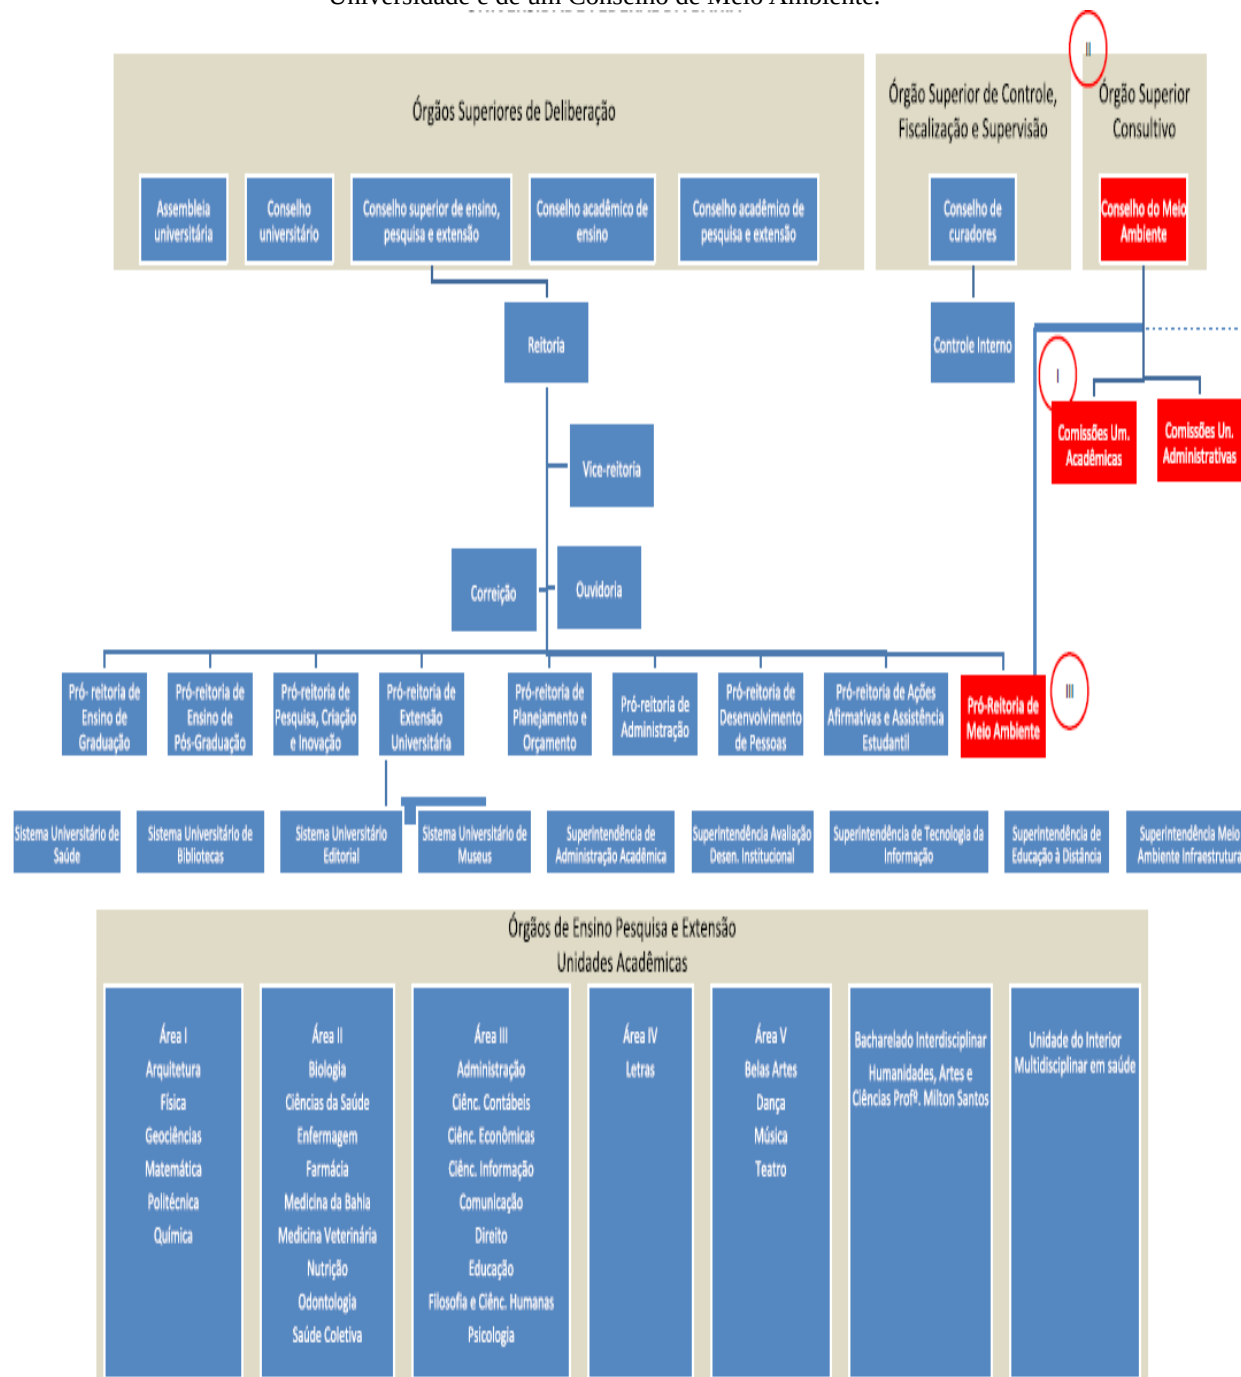 Universidade e de um Conselho de Meio Ambiente.
II
Órgãos Superiores de Deliberação
Órgão Superior de Controle,
Fiscalização e Supervisão
Órgão Superior
Consultivo
Assembleia
universitária
Conselho
universitário
Conselho superior de ensino,
pesquisa e extensão
Conselho acadêmico de
ensino
Conselho acadêmico de
pesquisa e extensão
Conselho de
curadores
Conselho do Meio
Ambiente
Reitoria
Controle Interno
I
Comissões Um.
Acadêmicas
Comissões Un.
Administrativas
Vice-reitoria
Correição
Ouvidoria
Pró- reitoria de
Ensino de
Graduação
Pró-reitoria de
Ensino de
Pós-Graduação
Pró-reitoria de
Pesquisa, Criação
e Inovação
Pró-reitoria de
Extensão
Universitária
Pró-reitoria de
Planejamento e
Orçamento
Pró-reitoria de
Administração
Pró-reitoria de
Desenvolvimento
de Pessoas
Pró-reitoria de Ações
Afirmativas e Assistência
Estudantil
Pró-Reitoria de
Meio Ambiente
III
Sistema Universitário de
Saúde
Sistema Universitário de
Bibliotecas
Sistema Universitário
Editorial
Sistema Universitário de
Museus
Superintendência de
Administração Acadêmica
Superintendência Avaliação
Desen. Institucional
Superintendência de Tecnologia da
Informação
Superintendência de
Educação à Distância
Superintendência Meio
Ambiente Infraestrutura
Órgãos de Ensino Pesquisa e Extensão
Unidades Acadêmicas
Área I
Arquitetura
Física
Geociências
Matemática
Politécnica
Química
Área II
Biologia
Ciências da Saúde
Enfermagem
Farmácia
Medicina da Bahia
Medicina Veterinária
Nutrição
Odontologia
Saúde Coletiva
Área III
Administração
Ciênc. Contábeis
Ciênc. Econômicas
Ciênc. Informação
Comunicação
Direito
Educação
Filosofia e Ciênc. Humanas
Psicologia
Área IV
Letras
Área V
Belas Artes
Dança
Música
Teatro
Bacharelado Interdisciplinar
Humanidades, Artes e
Ciências Profº. Milton Santos
Unidade do Interior
Multidisciplinar em saúde